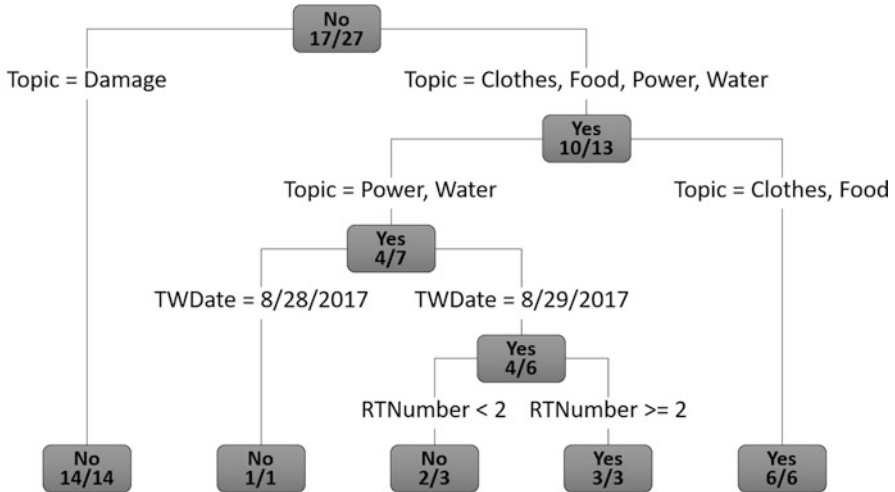 No
17/27
Topic = Damage
Topic = Clothes, Food, Power, Water
Yes
10/13
Topic = Power, Water
Topic = Clothes, Food
Yes
4/7
TWDate = 8/28/2017
TWDate = 8/29/2017
Yes
4/6
RTNumber < 2
RTNumber >= 2
No
14/14
No
1/1
No
2/3
Yes
3/3
Yes
6/6